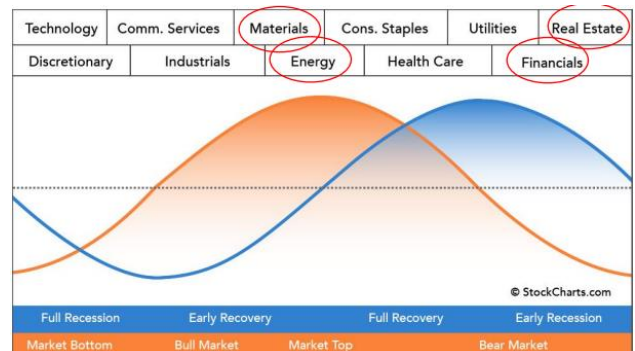 Technology Comm. Services Materials Cons. Staples Utilities Real Estate
Discretionary Industrials Energy Health Care Financials
© StockCharts.com
Full Recession Early Recovery Full Recovery Early Recession
Market Bottom Bull Market Market Top Bear Market